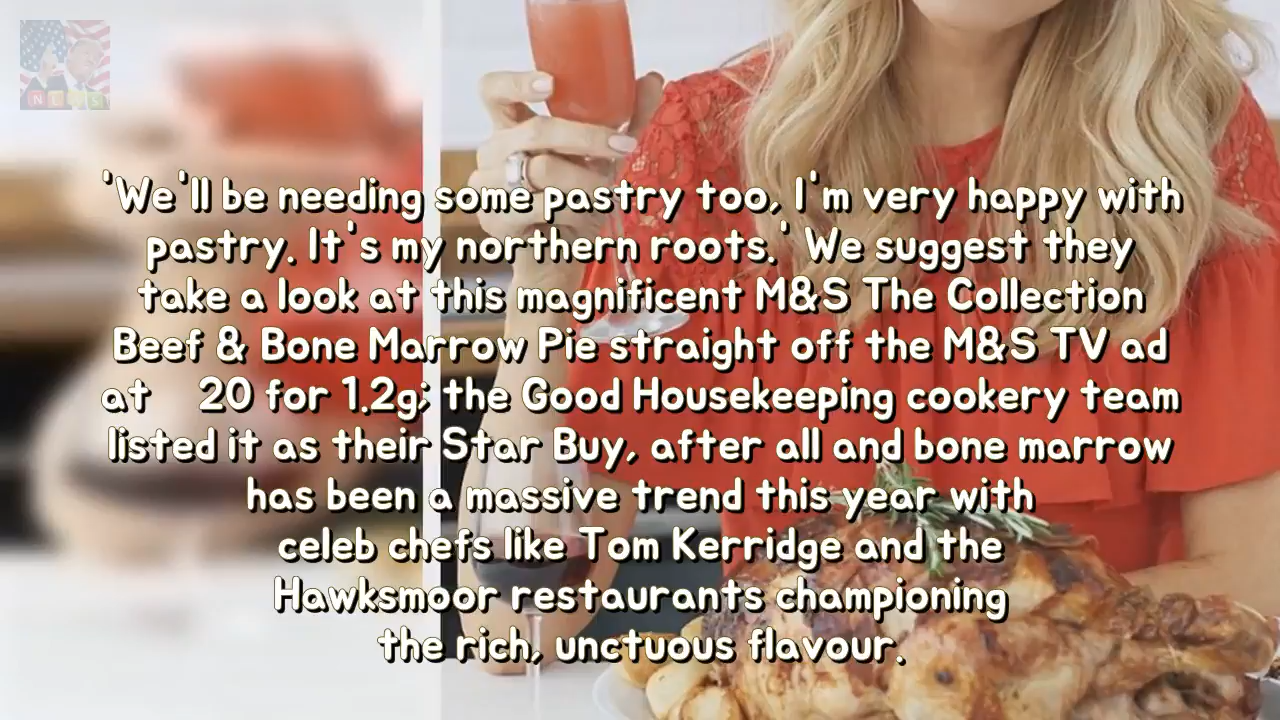 'We'll be needing some pastry too, I'm very happy with
pastry. It's my northern roots.' We suggest they
take a look at this magnificent M&S The Collection
Beef & Bone Marrow Pie straight off the M&S TV ad
at 20 for 1.2g; the Good Housekeeping cookery team
listed it as their Star Buy, after all and bone marrow
has been a massive trend this year with
celeb chefs like Tom Kerridge and the
Hawksmoor restaurants championing
the rich, unctuous flavour.
NEWS